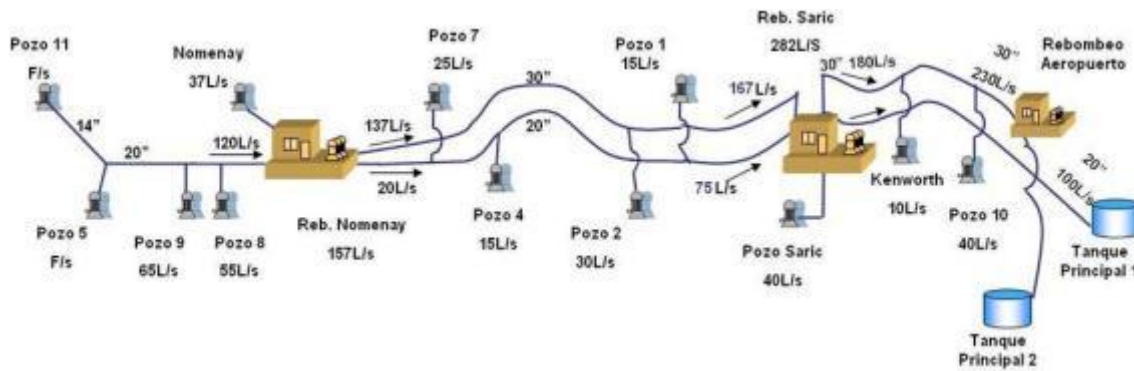 Pozo 11
F/s
14"
Pozo 5
F/s
20"
Pozo 9
65L/s
Pozo 8
55L/s
Nomenay
37L/s
120L/s
Reb. Nomenay
157L/s
137L/s
20L/s
Pozo 7
25L/s
30"
20"
Pozo 4
15L/s
Pozo 2
30L/s
Pozo 1
15L/s
167L/s
75L/s
Reb. Saric
282L/S
Pozo Saric
40L/s
30"
180L/s
Kenworth
10L/s
Pozo 10
40L/s
30"
230L/s
Rebombeo
Aeropuerto
20"
100L/s
Tanque
Principal 1
Tanque
Principal 2